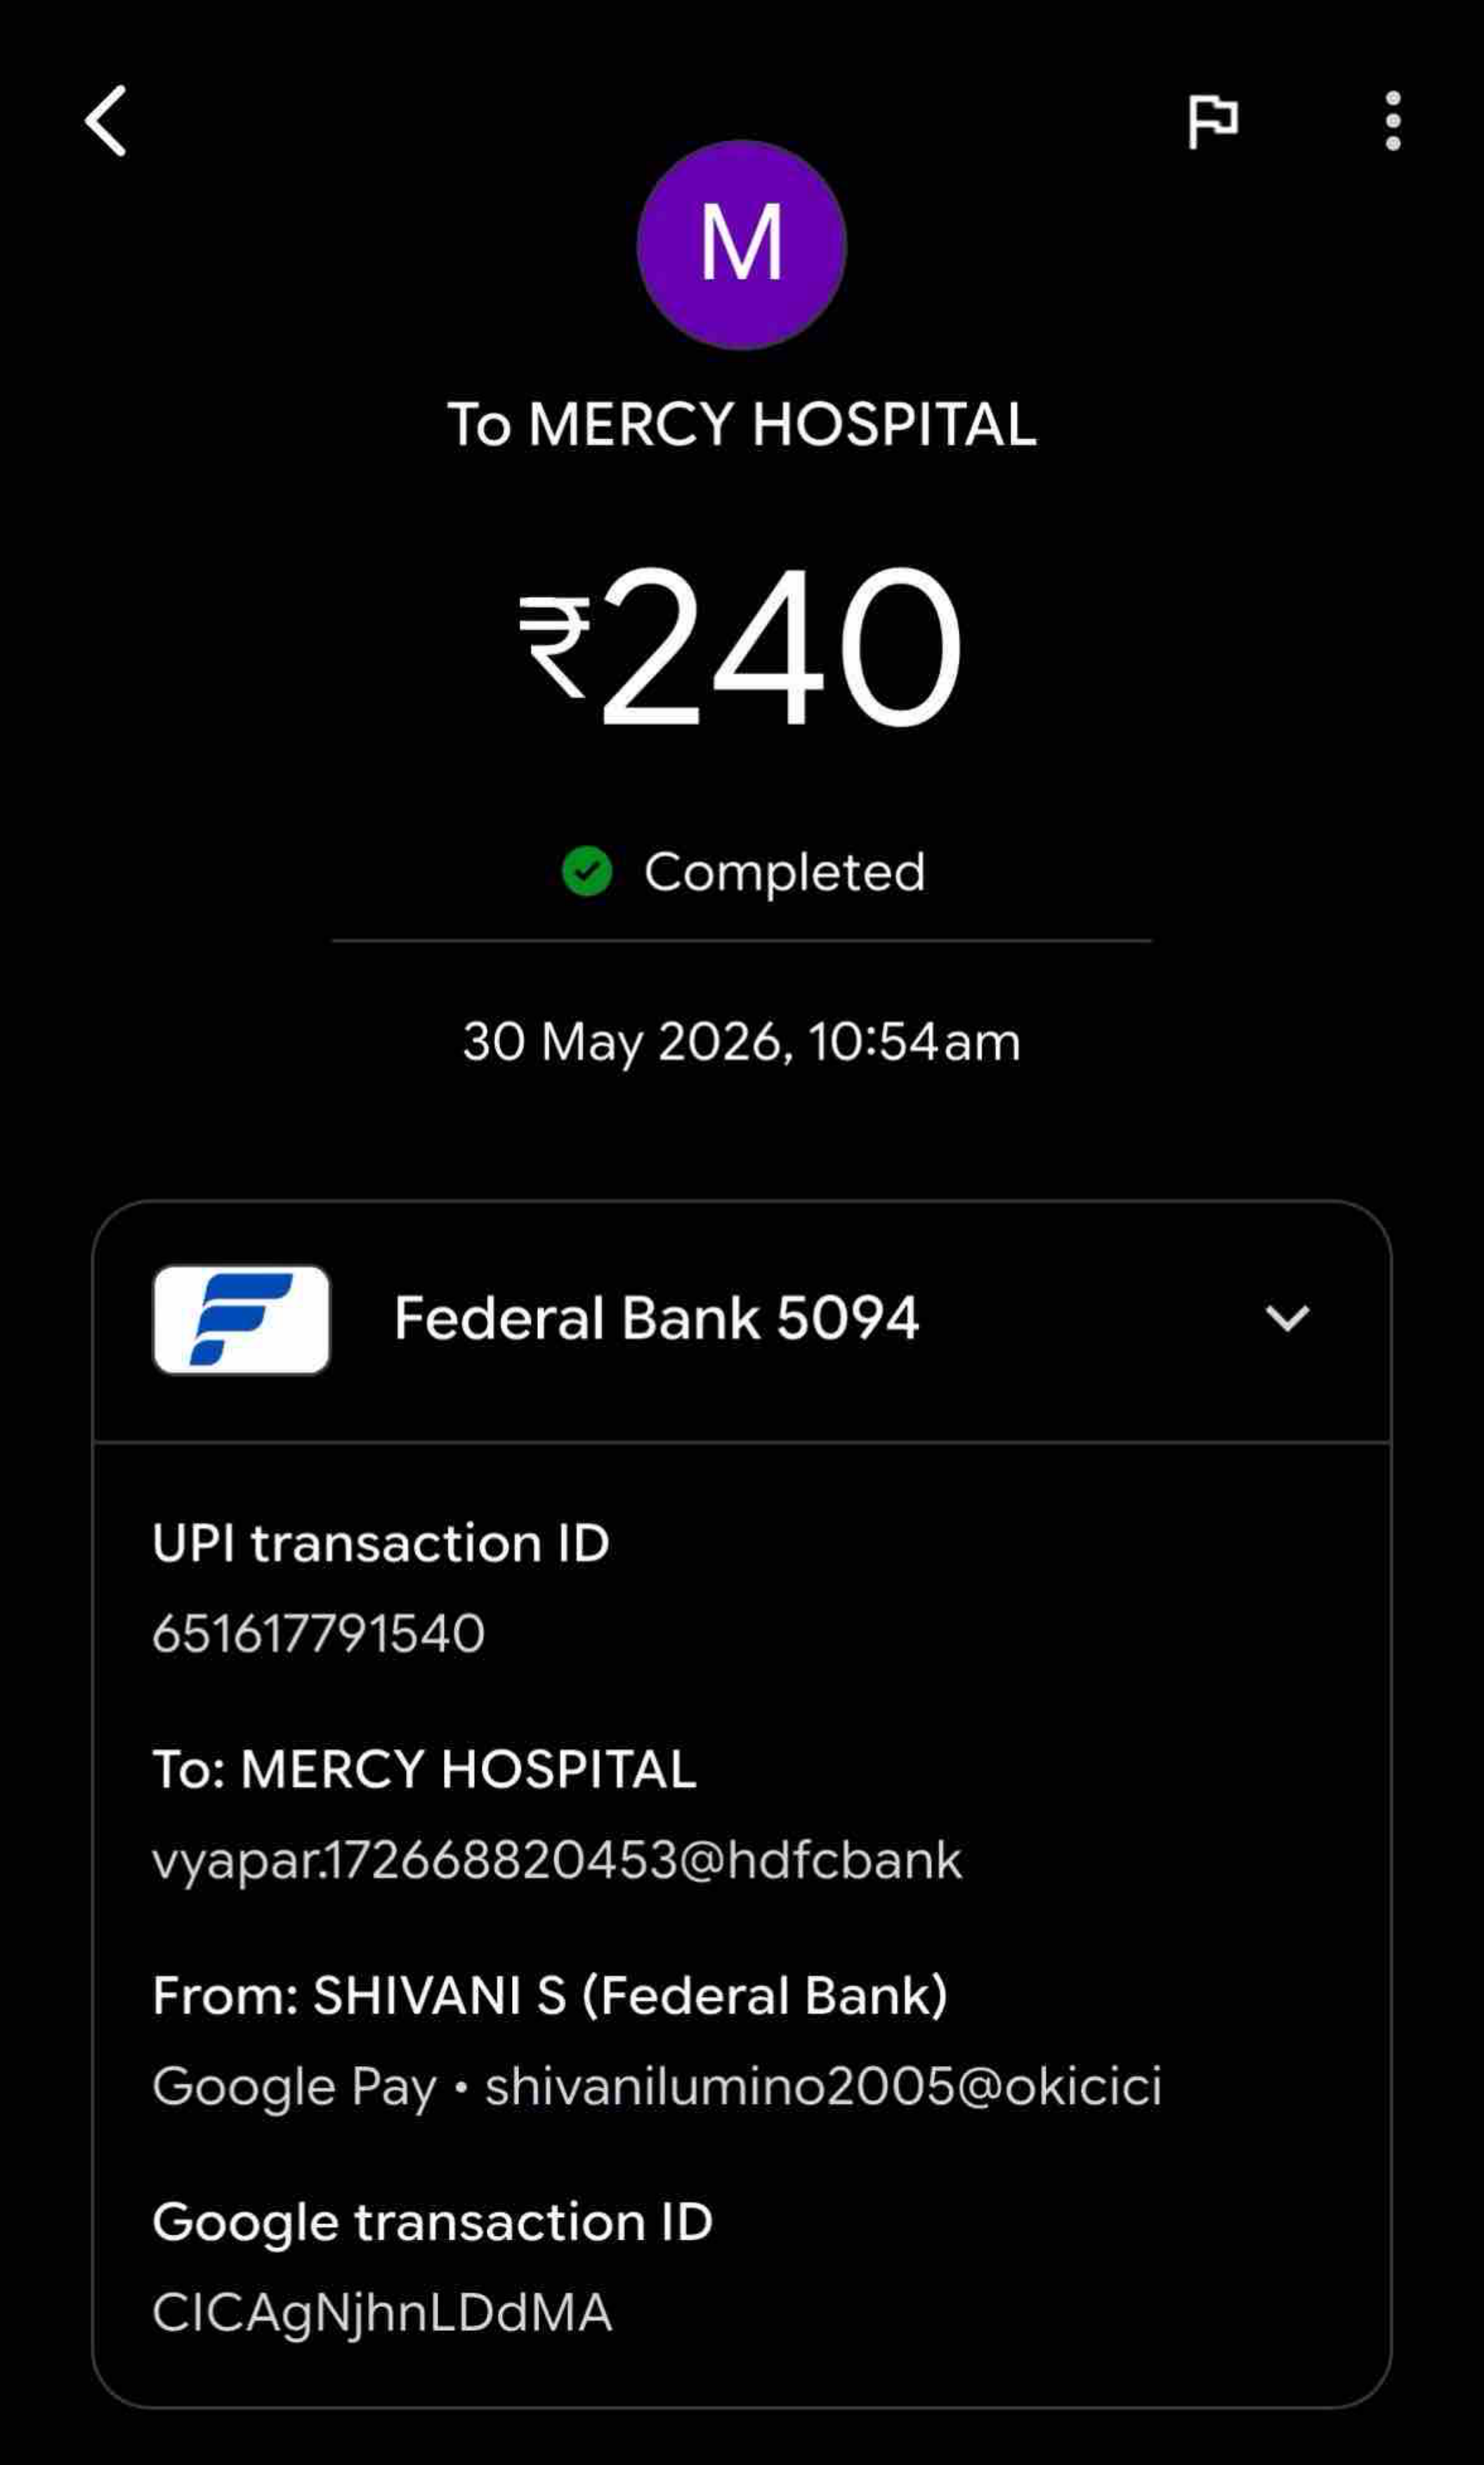 M
To MERCY HOSPITAL
₹240
Completed
30 May 2026, 10:54am
Federal Bank 5094
UPI transaction ID
651617791540
To: MERCY HOSPITAL
vyapar.172668820453@hdfcbank
From: SHIVANI S (Federal Bank)
Google Pay • shivanilumino2005@okicici
Google transaction ID
CICAgNjhnLDdMA